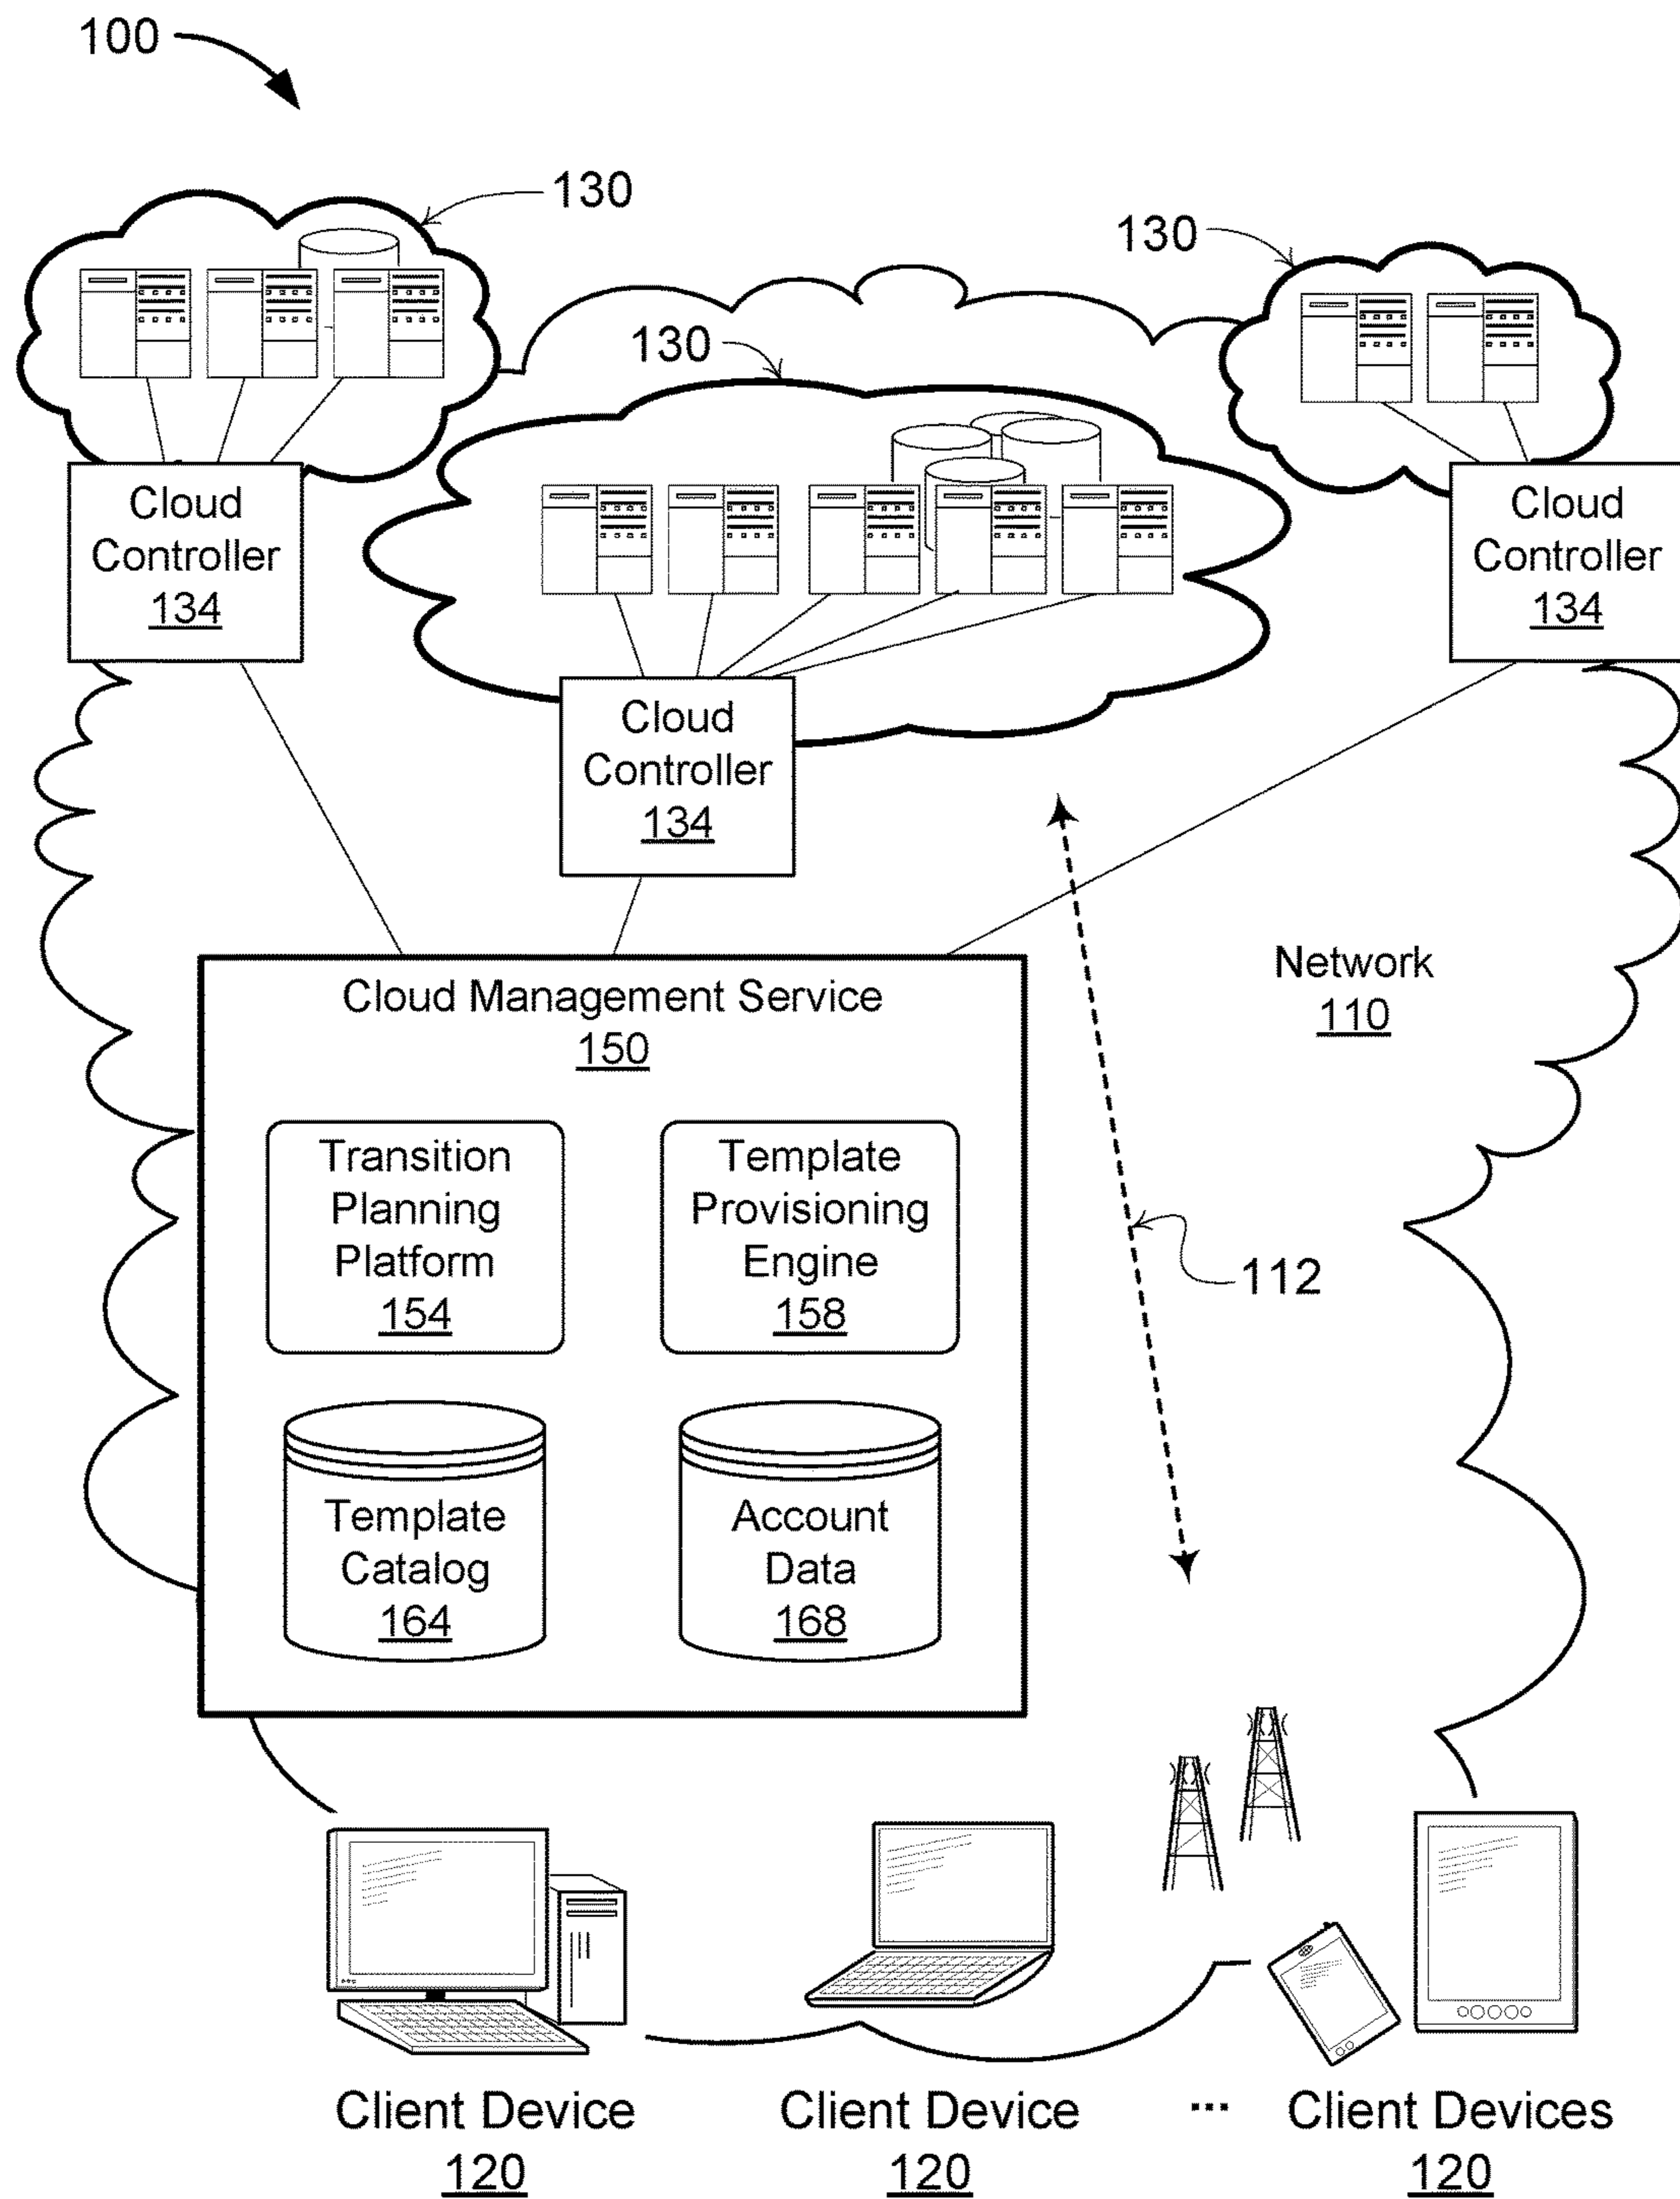 100
130
130
130
Cloud
Controller
134
Cloud
Controller
134
Cloud
Controller
134
Network
110
Cloud Management Service
150
Transition
Planning
Platform
154
Template
Provisioning
Engine
158
112
Template
Catalog
164
Account
Data
168
Client Device
120
Client Device
120
...
Client Devices
120